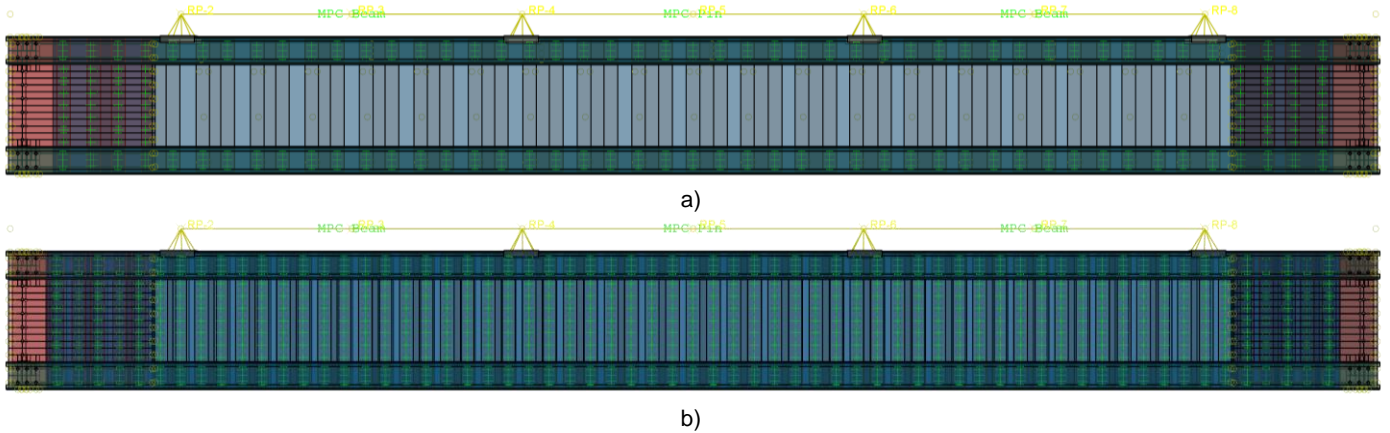 MPC Beam MPC Pin MPC Beam
RP-2 RP-3 RP-4 RP-5 RP-6 RP-7 RP-8
a)
MPC Beam MPC Pin MPC Beam
RP-2 RP-3 RP-4 RP-5 RP-6 RP-7 RP-8
b)